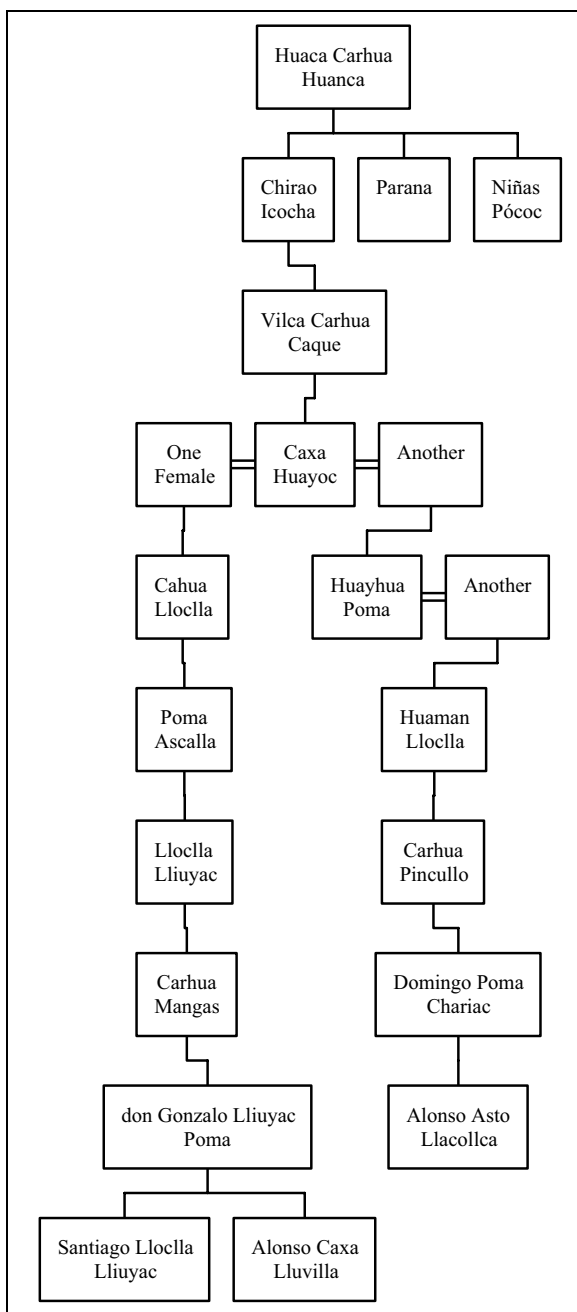 Huaca Carhua
Huanca
Chirao
Icocha
Parana
Niñas
Pócoc
Vilca Carhua
Caque
One
Female
Caxa
Huayoc
Another
Cahua
Lloclla
Huayhua
Poma
Another
Poma
Ascalla
Huaman
Lloclla
Lloclla
Lliuyac
Carhua
Pincullo
Carhua
Mangas
Domingo Poma
Chariac
don Gonzalo Lliuyac
Poma
Alonso Asto
Llacollca
Santiago Lloclla
Lliuyac
Alonso Caxa
Lluvilla